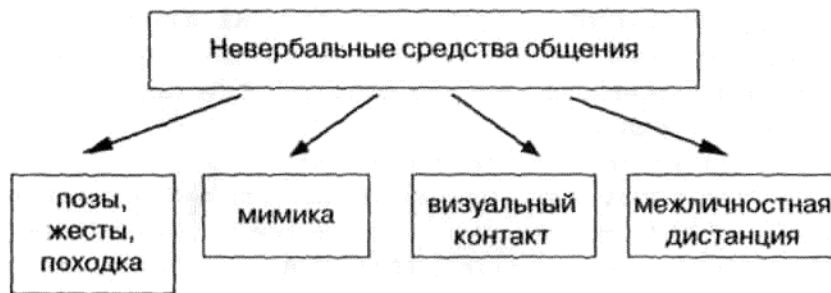 Невербальные средства общения
позы,
жесты,
походка
мимика
визуальный
контакт
межличностная
дистанция